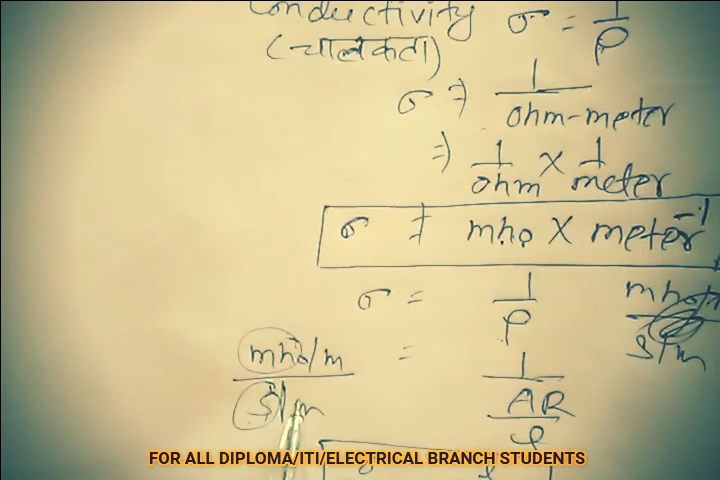 Conductivity σ = 1/ρ
(चालकता)
σ ⇒ 1/ohm-meter
⇒ 1/ohm × 1/meter
σ ⇒ mho × meter⁻¹
σ = 1/ρ
mho/m
S/m
mho/m = 1/(AR/l)
S/m
FOR ALL DIPLOMA/ITI/ELECTRICAL BRANCH STUDENTS